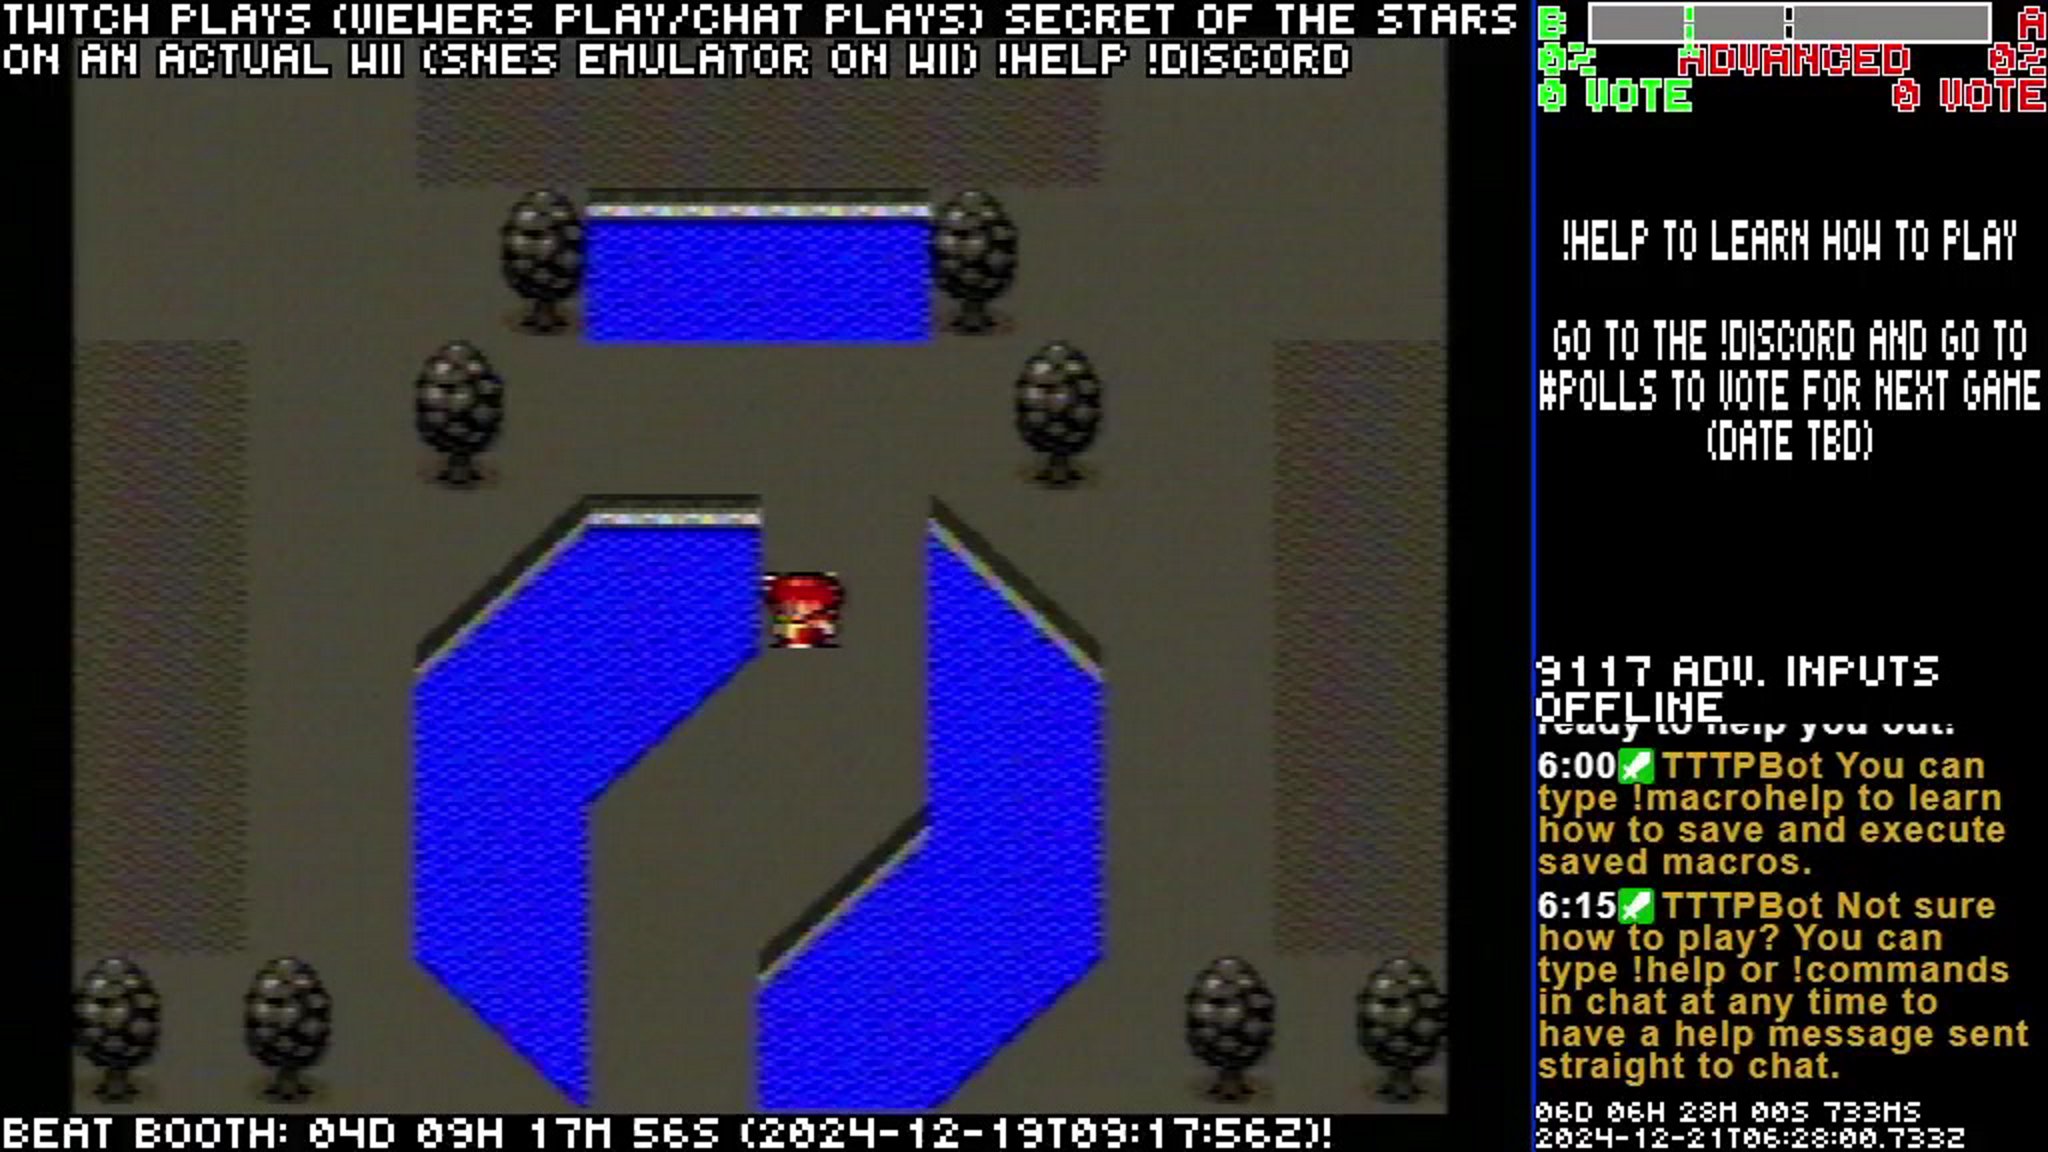 TWITCH PLAYS (VIEWERS PLAY/CHAT PLAYS) SECRET OF THE STARS
ON AN ACTUAL WII (SNES EMULATOR ON WII) !HELP !DISCORD
B A
0% ADVANCED 0%
0 VOTE 0 VOTE
!HELP TO LEARN HOW TO PLAY
GO TO THE !DISCORD AND GO TO
#POLLS TO VOTE FOR NEXT GAME
(DATE TBD)
9117 ADV. INPUTS
OFFLINE
ready to help you out!
6:00 TTTPBot You can
type !macrohelp to learn
how to save and execute
saved macros.
6:15 TTTPBot Not sure
how to play? You can
type !help or !commands
in chat at any time to
have a help message sent
straight to chat.
06D 06H 28M 00S 733MS
2024-12-21T06:28:00.733Z
BEAT BOOTH: 04D 09H 17M 56S (2024-12-19T09:17:56Z)!